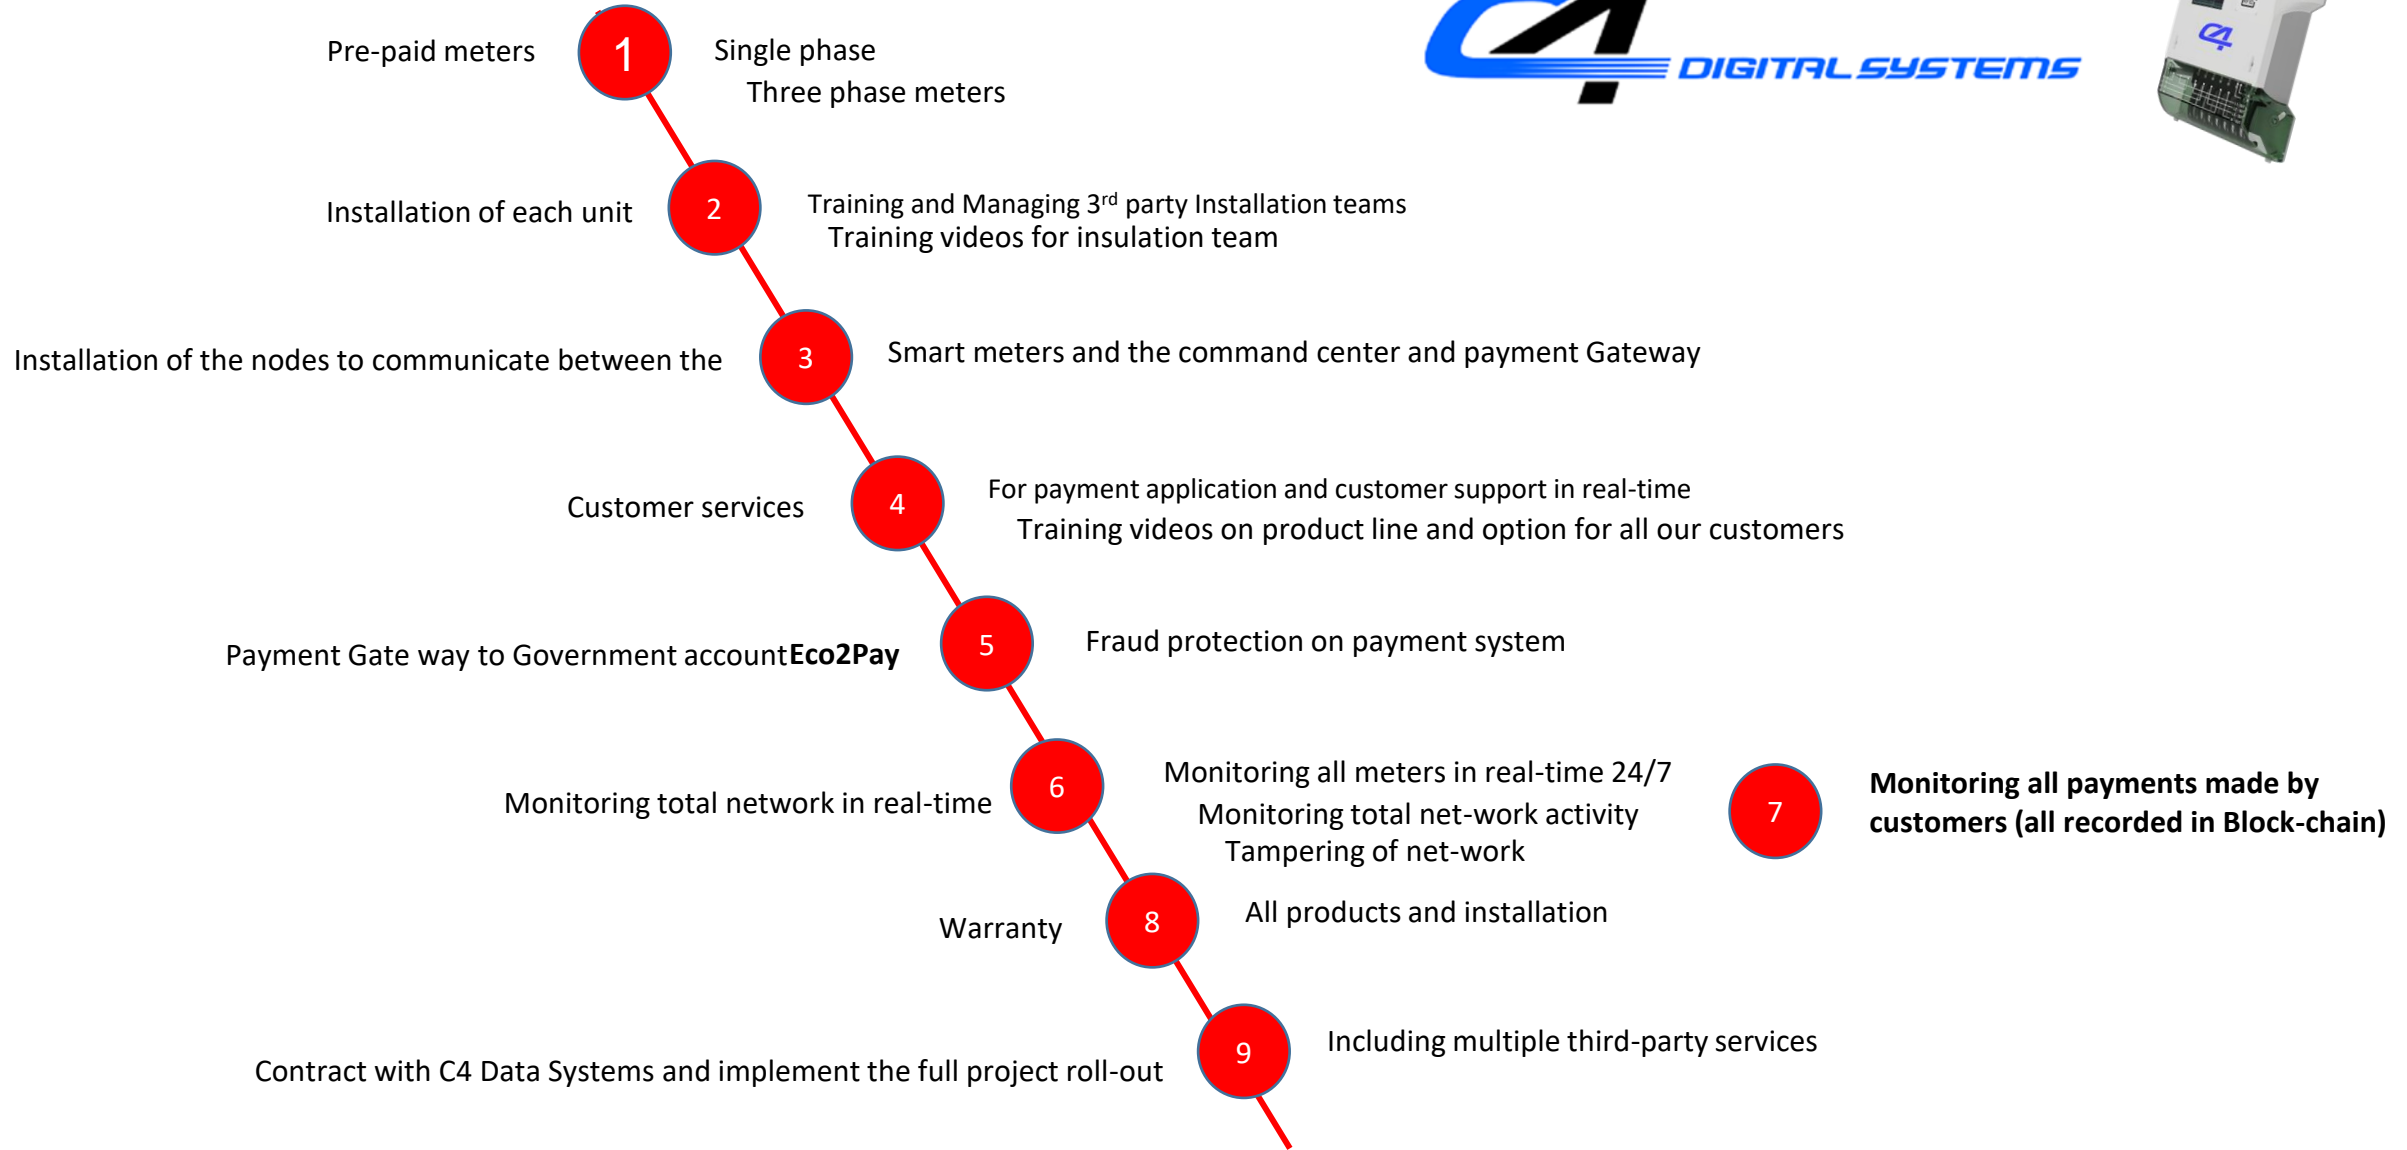 C4 DIGITAL SYSTEMS
C4
Pre-paid meters 1 Single phase
Three phase meters
Installation of each unit 2 Training and Managing 3rd party Installation teams
Training videos for insulation team
Installation of the nodes to communicate between the 3 Smart meters and the command center and payment Gateway
Customer services 4 For payment application and customer support in real-time
Training videos on product line and option for all our customers
Payment Gate way to Government account Eco2Pay 5 Fraud protection on payment system
Monitoring total network in real-time 6 Monitoring all meters in real-time 24/7
Monitoring total net-work activity
Tampering of net-work
7 Monitoring all payments made by
customers (all recorded in Block-chain)
Warranty 8 All products and installation
Contract with C4 Data Systems and implement the full project roll-out 9 Including multiple third-party services